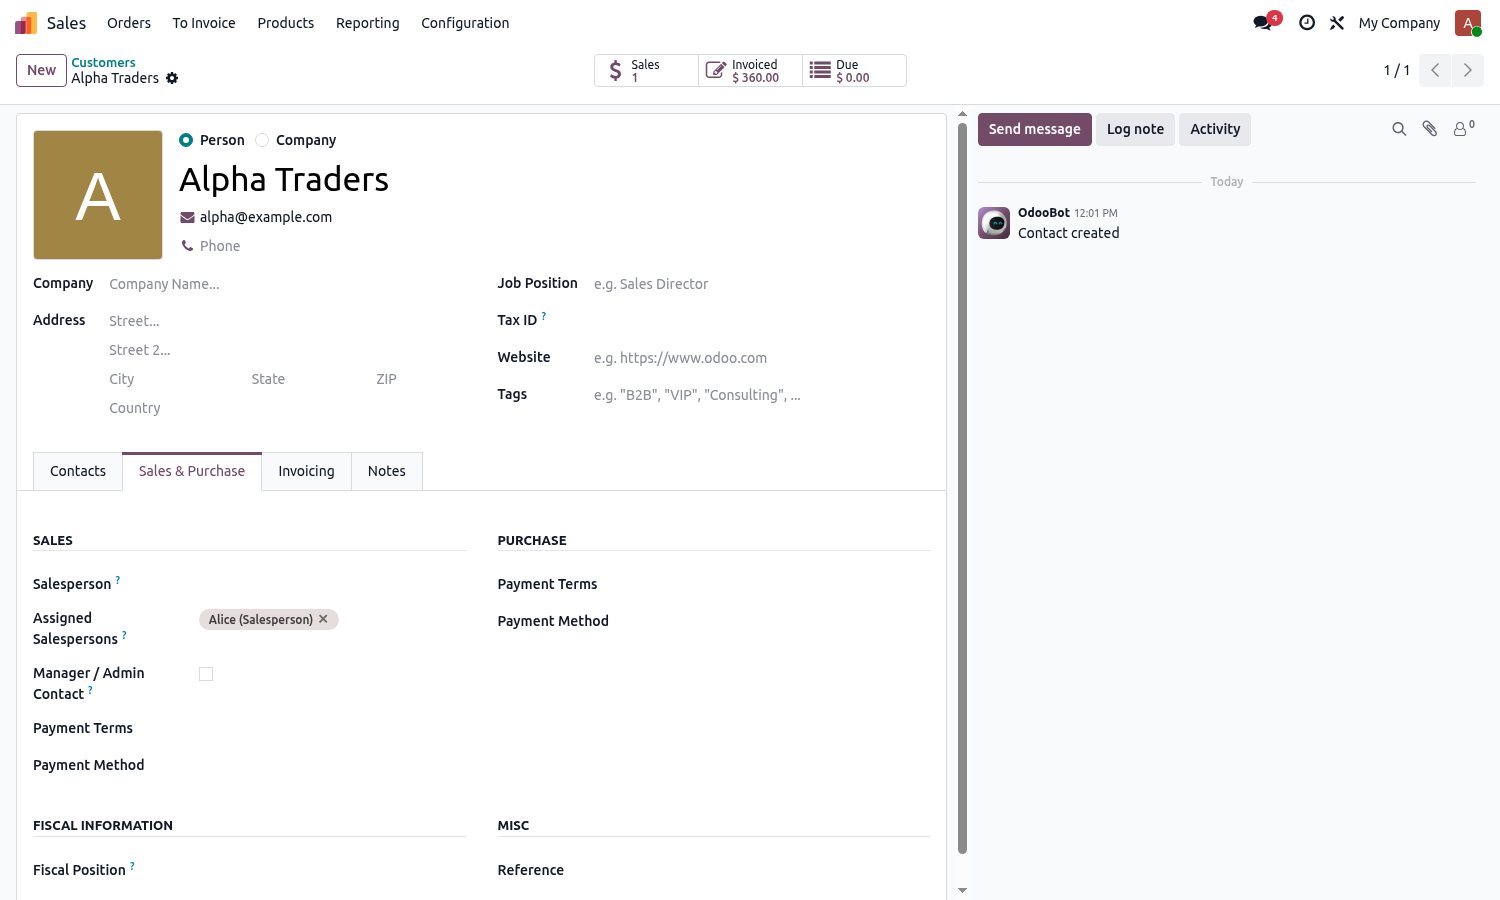 Sales Orders To Invoice Products Reporting Configuration 4 My Company A
New Customers Sales Invoiced Due
Alpha Traders 1 $ 360.00 $ 0.00 1 / 1
A
Person Company
Alpha Traders
alpha@example.com
Phone
Company Company Name... Job Position e.g. Sales Director
Address Street... Tax ID ?
Street 2...
Website e.g. https://www.odoo.com
City State ZIP
Tags e.g. "B2B", "VIP", "Consulting", ...
Country
Contacts Sales & Purchase Invoicing Notes
SALES PURCHASE
Salesperson ? Payment Terms
Assigned Salespersons ? Alice (Salesperson) ✕ Payment Method
Manager / Admin Contact ?
Payment Terms
Payment Method
FISCAL INFORMATION MISC
Fiscal Position ? Reference
Send message Log note Activity 0
Today
OdooBot 12:01 PM
Contact created